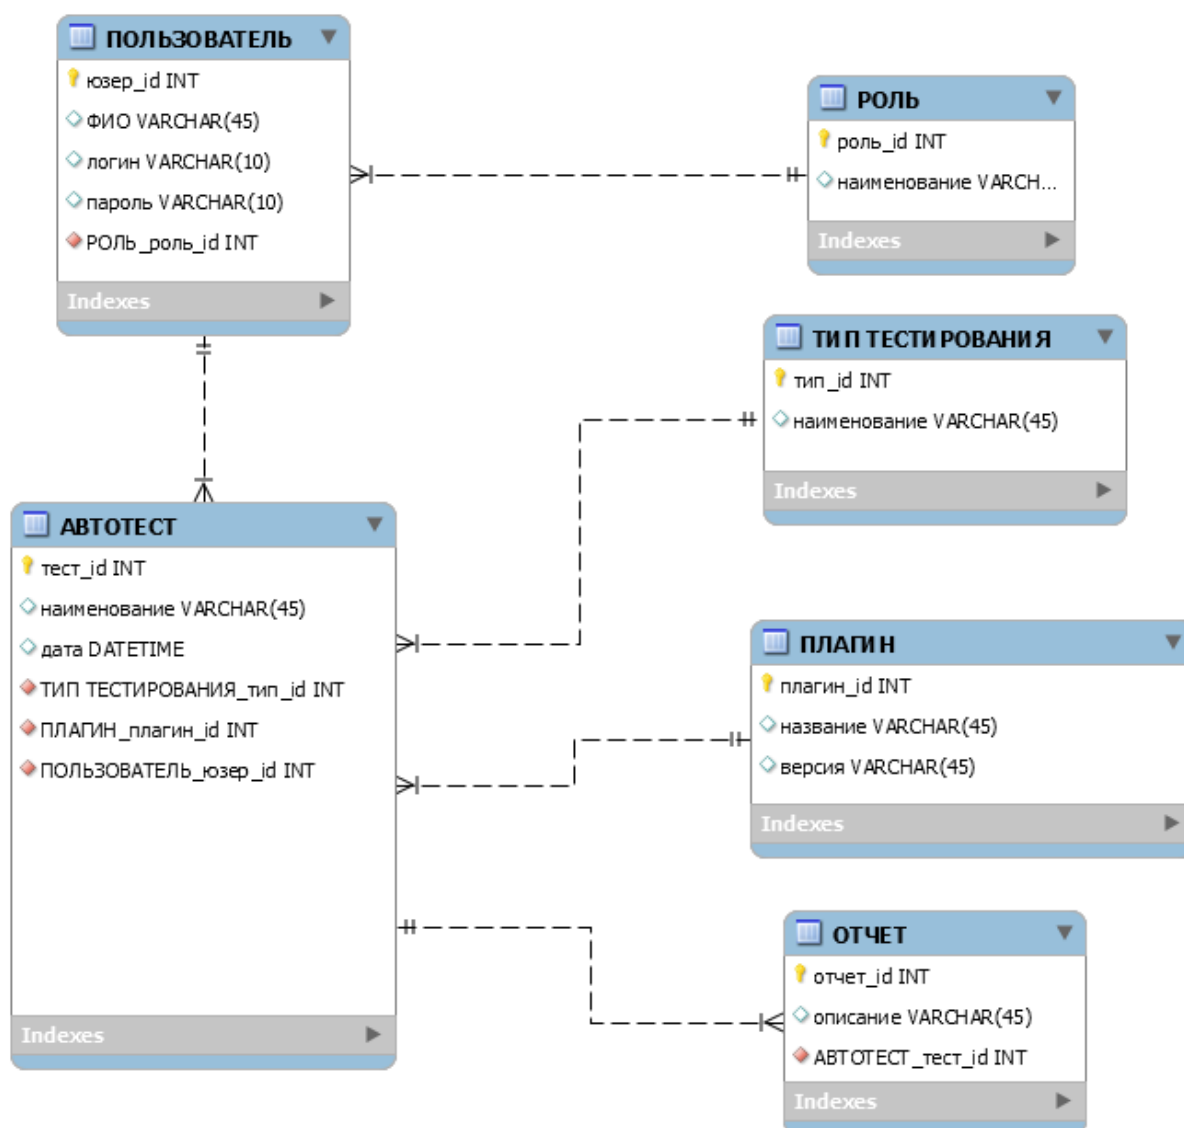 ПОЛЬЗОВАТЕЛЬ
юзер_id INT
ФИО VARCHAR(45)
логин VARCHAR(10)
пароль VARCHAR(10)
РОЛЬ_роль_id INT
Indexes
РОЛЬ
роль_id INT
наименование VARCH...
Indexes
ТИП ТЕСТИРОВАНИЯ
тип_id INT
наименование VARCHAR(45)
Indexes
АВТОТЕСТ
тест_id INT
наименование VARCHAR(45)
дата DATETIME
ТИП ТЕСТИРОВАНИЯ_тип_id INT
ПЛАГИН_плагин_id INT
ПОЛЬЗОВАТЕЛЬ_юзер_id INT
Indexes
ПЛАГИН
плагин_id INT
название VARCHAR(45)
версия VARCHAR(45)
Indexes
ОТЧЕТ
отчет_id INT
описание VARCHAR(45)
АВТОТЕСТ_тест_id INT
Indexes